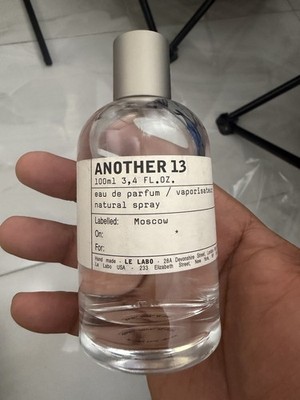 ANOTHER 13
100ml 3,4 FL.OZ.
eau de parfum / vaporisateur
natural spray
Labelled: Moscow
On:
For:
Hand made - LE LABO - 28A Devonshire Street,
Le Labo USA - 233 Elizabeth Street, New York,